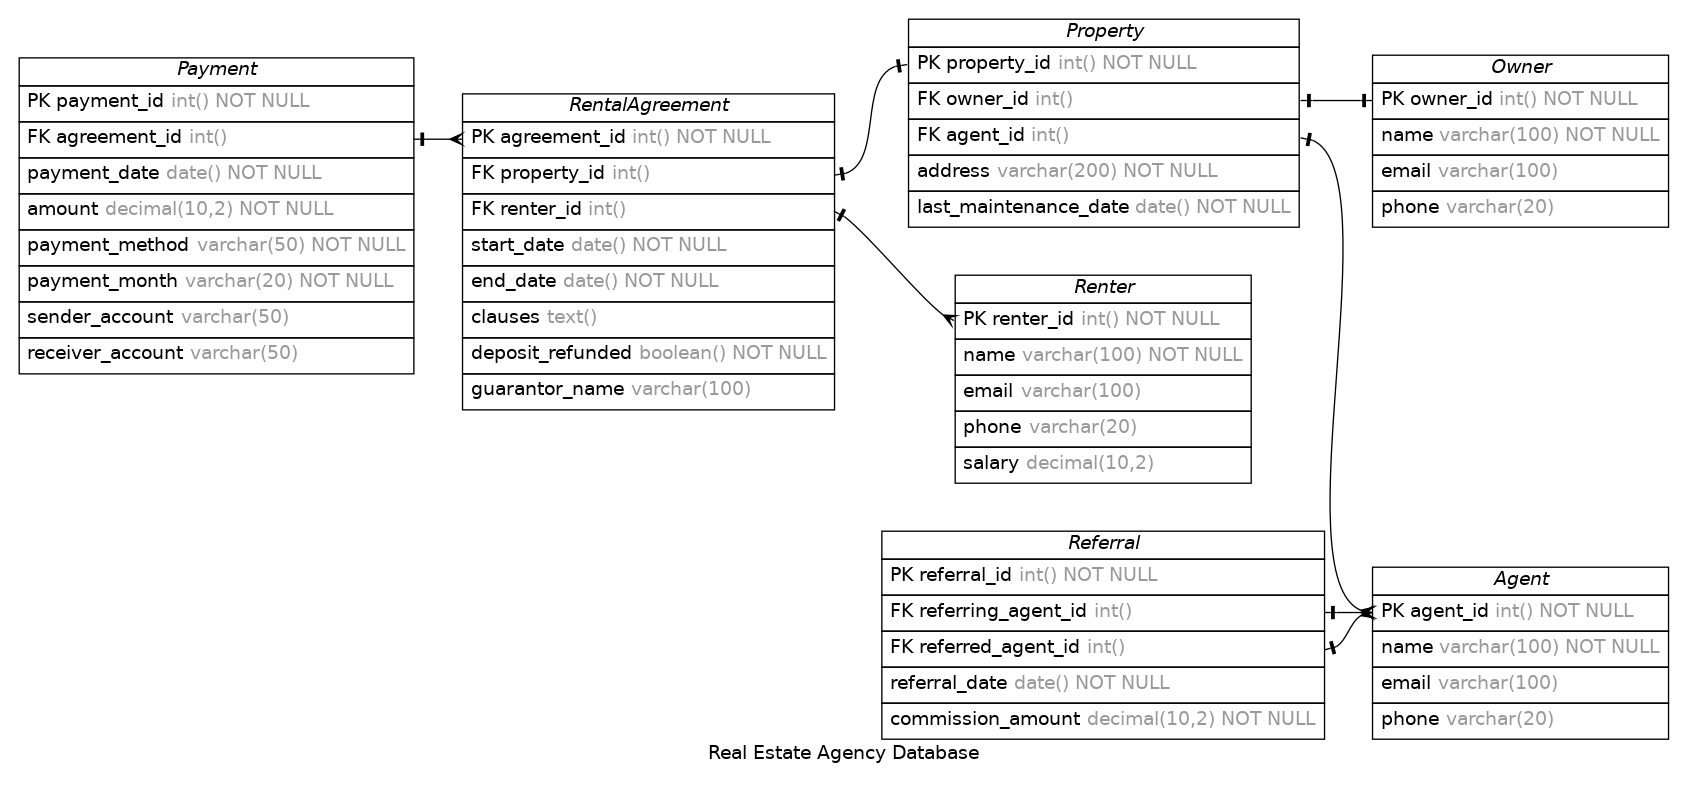 Payment
PK payment_id int() NOT NULL
FK agreement_id int()
payment_date date() NOT NULL
amount decimal(10,2) NOT NULL
payment_method varchar(50) NOT NULL
payment_month varchar(20) NOT NULL
sender_account varchar(50)
receiver_account varchar(50)
RentalAgreement
PK agreement_id int() NOT NULL
FK property_id int()
FK renter_id int()
start_date date() NOT NULL
end_date date() NOT NULL
clauses text()
deposit_refunded boolean() NOT NULL
guarantor_name varchar(100)
Property
PK property_id int() NOT NULL
FK owner_id int()
FK agent_id int()
address varchar(200) NOT NULL
last_maintenance_date date() NOT NULL
Owner
PK owner_id int() NOT NULL
name varchar(100) NOT NULL
email varchar(100)
phone varchar(20)
Renter
PK renter_id int() NOT NULL
name varchar(100) NOT NULL
email varchar(100)
phone varchar(20)
salary decimal(10,2)
Referral
PK referral_id int() NOT NULL
FK referring_agent_id int()
FK referred_agent_id int()
referral_date date() NOT NULL
commission_amount decimal(10,2) NOT NULL
Agent
PK agent_id int() NOT NULL
name varchar(100) NOT NULL
email varchar(100)
phone varchar(20)
Real Estate Agency Database